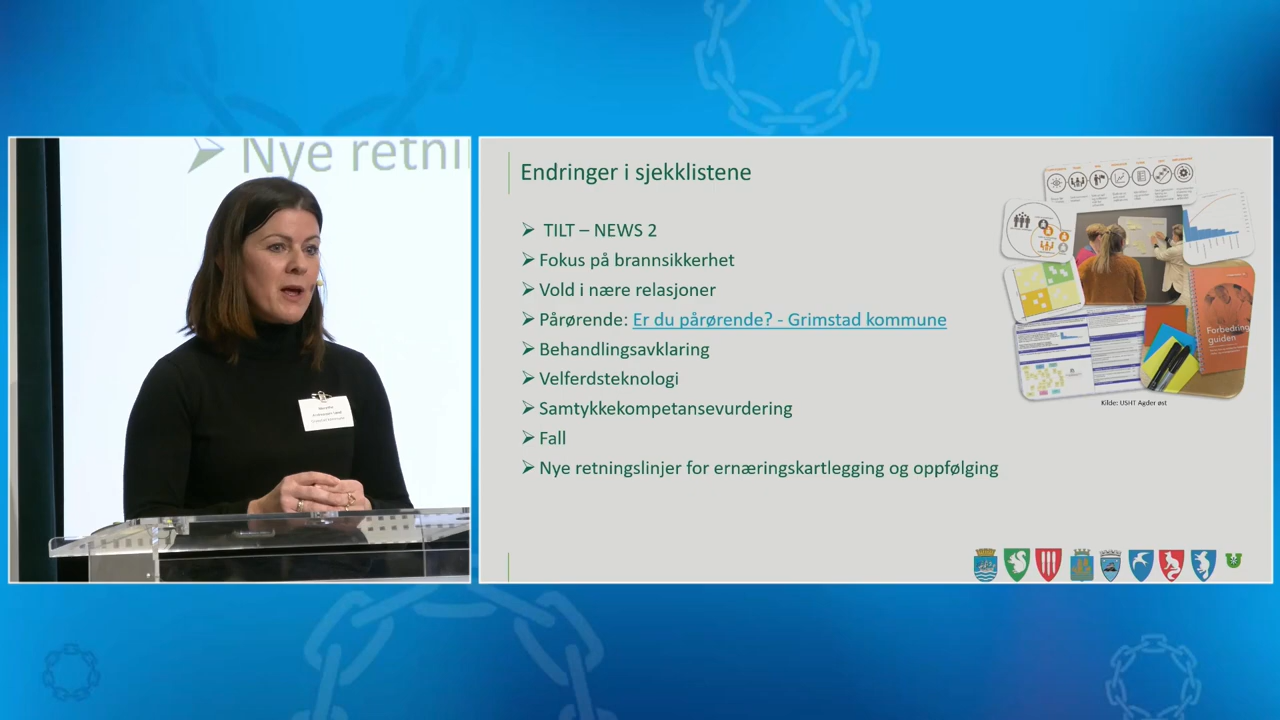 Nye retni
Endringer i sjekklistene
➢ TILT – NEWS 2
➢ Fokus på brannsikkerhet
➢ Vold i nære relasjoner
➢ Pårørende: Er du pårørende? - Grimstad kommune
➢ Behandlingsavklaring
➢ Velferdsteknologi
➢ Samtykkekompetansevurdering
➢ Fall
➢ Nye retningslinjer for ernæringskartlegging og oppfølging
Forbedring
guiden
Kilde: USHT Agder øst